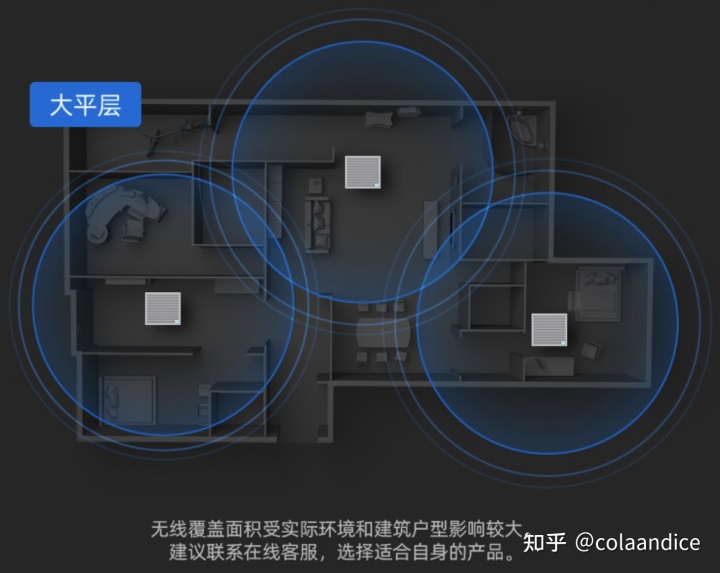 大平层
无线覆盖面积受实际环境和建筑户型影响较大，
建议联系在线客服，选择适合自身的产品。
知乎 @colaandice